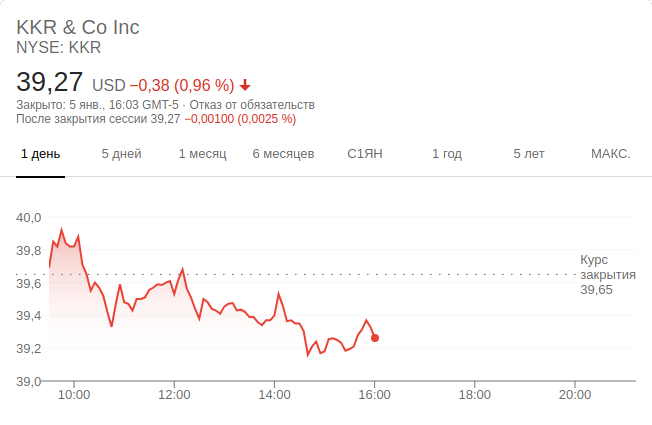 KKR & Co Inc
NYSE: KKR
39,27 USD −0,38 (0,96 %)
Закрыто: 5 янв., 16:03 GMT-5 · Отказ от обязательств
После закрытия сессии 39,27 −0,00100 (0,0025 %)
1 день 5 дней 1 месяц 6 месяцев С1ЯН 1 год 5 лет МАКС.
40,0
39,8
Курс
закрытия
39,65
39,6
39,4
39,2
39,0
10:00 12:00 14:00 16:00 18:00 20:00